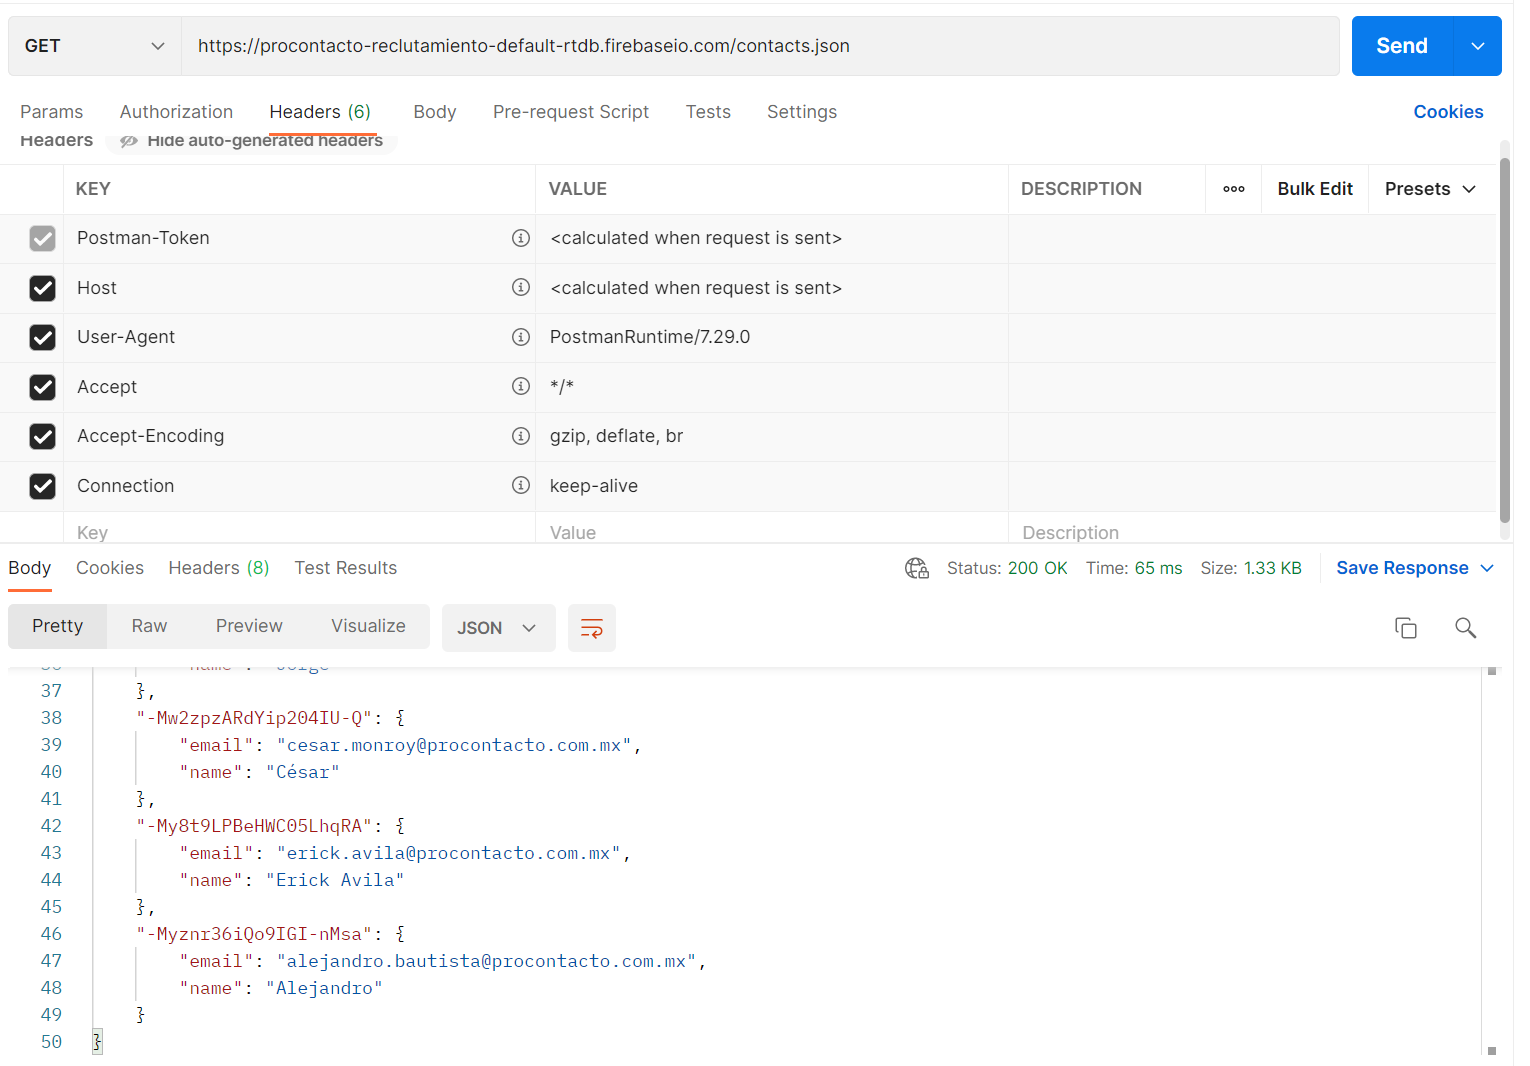 GET https://procontacto-reclutamiento-default-rtdb.firebaseio.com/contacts.json Send
Params Authorization Headers (6) Body Pre-request Script Tests Settings Cookies
Headers Hide auto-generated headers
KEY VALUE DESCRIPTION ooo Bulk Edit Presets
Postman-Token <calculated when request is sent>
Host <calculated when request is sent>
User-Agent PostmanRuntime/7.29.0
Accept */*
Accept-Encoding gzip, deflate, br
Connection keep-alive
Key Value Description
Body Cookies Headers (8) Test Results Status: 200 OK Time: 65 ms Size: 1.33 KB Save Response
Pretty Raw Preview Visualize JSON
36 "name": "Jorge"
37 },
38 "-Mw2zpzARdYip204IU-Q": {
39 "email": "cesar.monroy@procontacto.com.mx",
40 "name": "César"
41 },
42 "-My8t9LPBeHWC05LhqRA": {
43 "email": "erick.avila@procontacto.com.mx",
44 "name": "Erick Avila"
45 },
46 "-Myznr36iQo9IGI-nMsa": {
47 "email": "alejandro.bautista@procontacto.com.mx",
48 "name": "Alejandro"
49 }
50 }